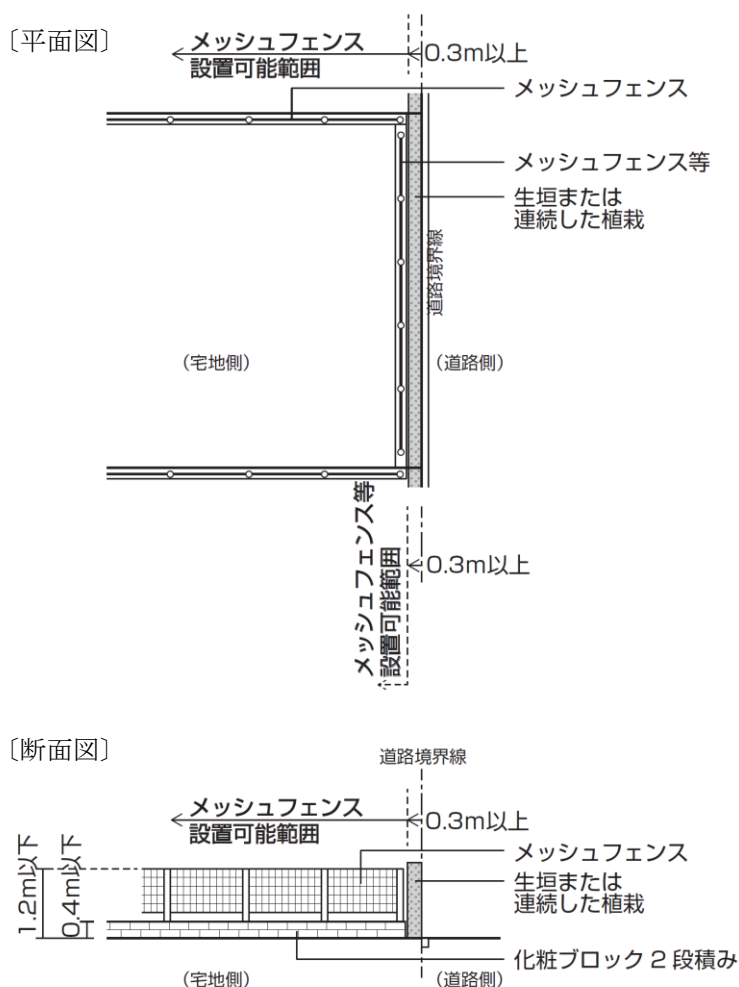 〔平面図〕
メッシュフェンス
設置可能範囲
0.3m以上
メッシュフェンス
メッシュフェンス等
生垣または
連続した植栽
道路境界線
（宅地側）
（道路側）
メッシュフェンス等
設置可能範囲
0.3m以上
〔断面図〕
道路境界線
メッシュフェンス
設置可能範囲
0.3m以上
1.2m以下
0.4m以下
メッシュフェンス
生垣または
連続した植栽
化粧ブロック２段積み
（宅地側）
（道路側）